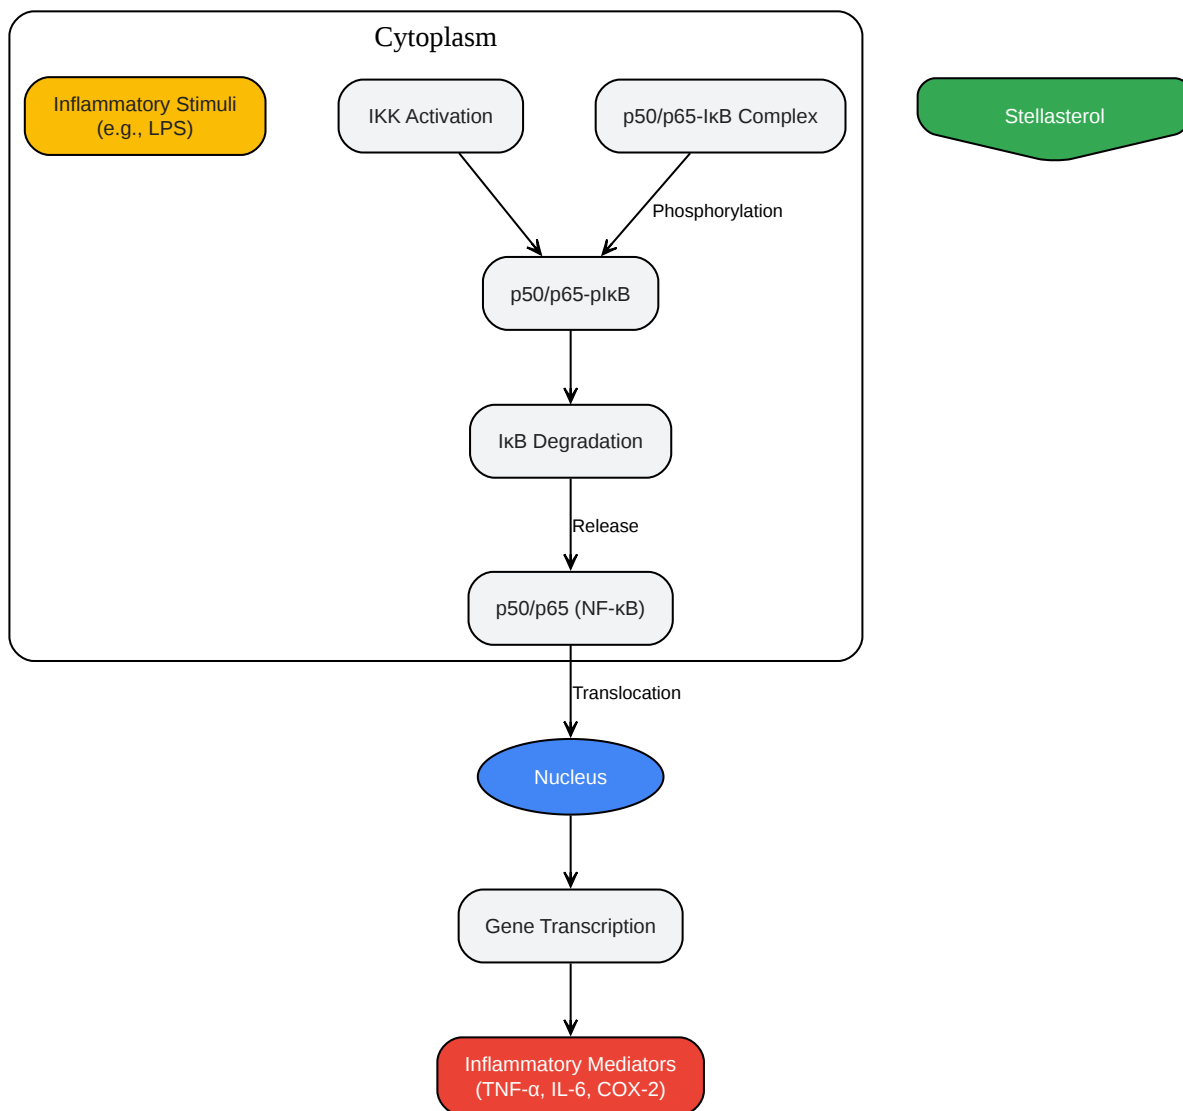 Cytoplasm
Inflammatory Stimuli
(e.g., LPS)
IKK Activation
p50/p65-IκB Complex
Stellasterol
Phosphorylation
p50/p65-pIκB
IκB Degradation
Release
p50/p65 (NF-κB)
Translocation
Nucleus
Gene Transcription
Inflammatory Mediators
(TNF-α, IL-6, COX-2)